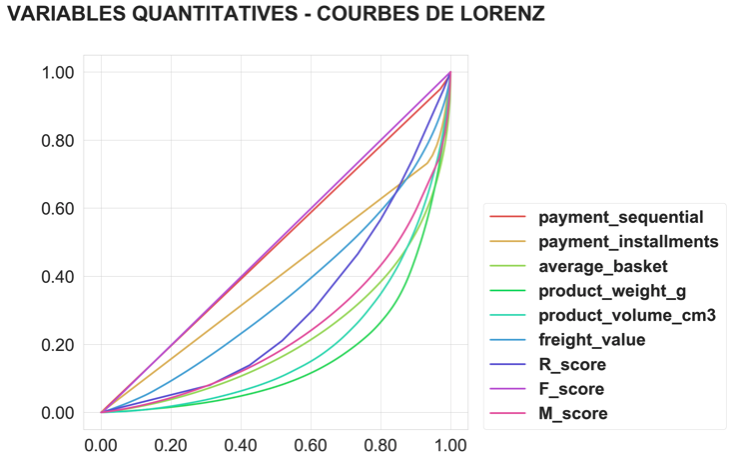 VARIABLES QUANTITATIVES - COURBES DE LORENZ
1.00
0.80
0.60
0.40
0.20
0.00
0.00 0.20 0.40 0.60 0.80 1.00
payment_sequential
payment_installments
average_basket
product_weight_g
product_volume_cm3
freight_value
R_score
F_score
M_score